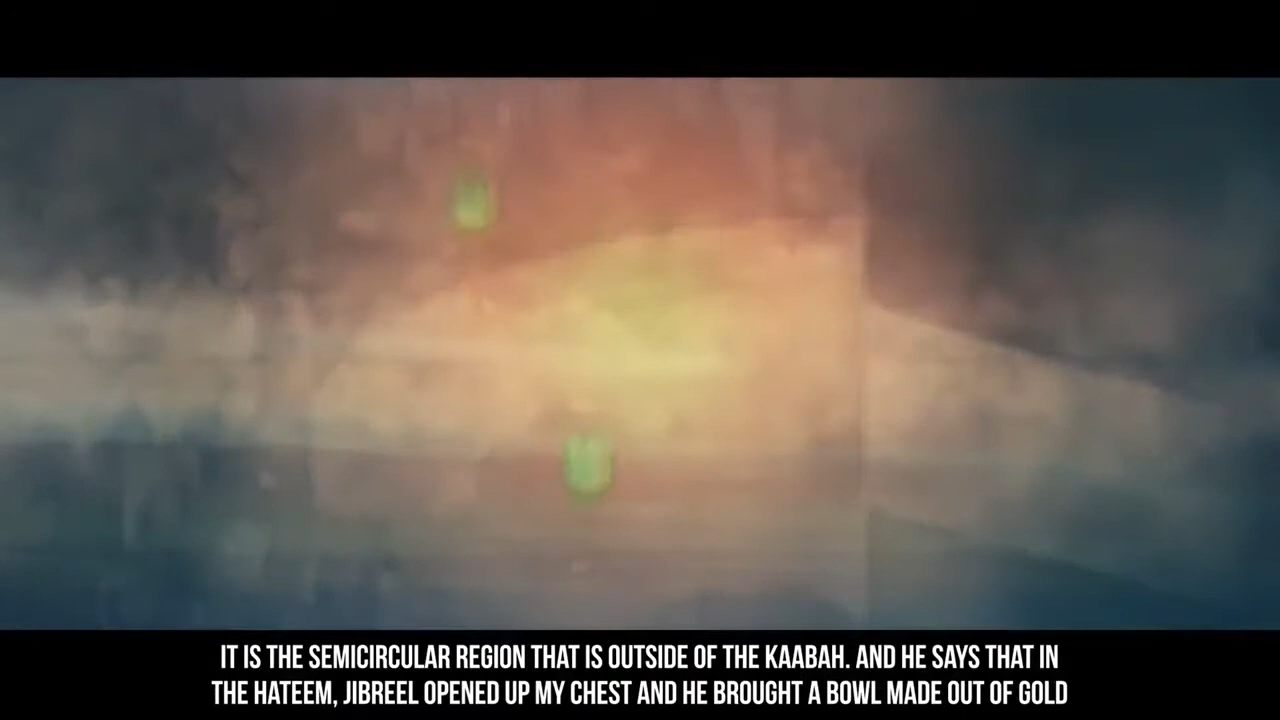 IT IS THE SEMICIRCULAR REGION THAT IS OUTSIDE OF THE KAABAH. AND HE SAYS THAT IN
THE HATEEM, JIBREEL OPENED UP MY CHEST AND HE BROUGHT A BOWL MADE OUT OF GOLD